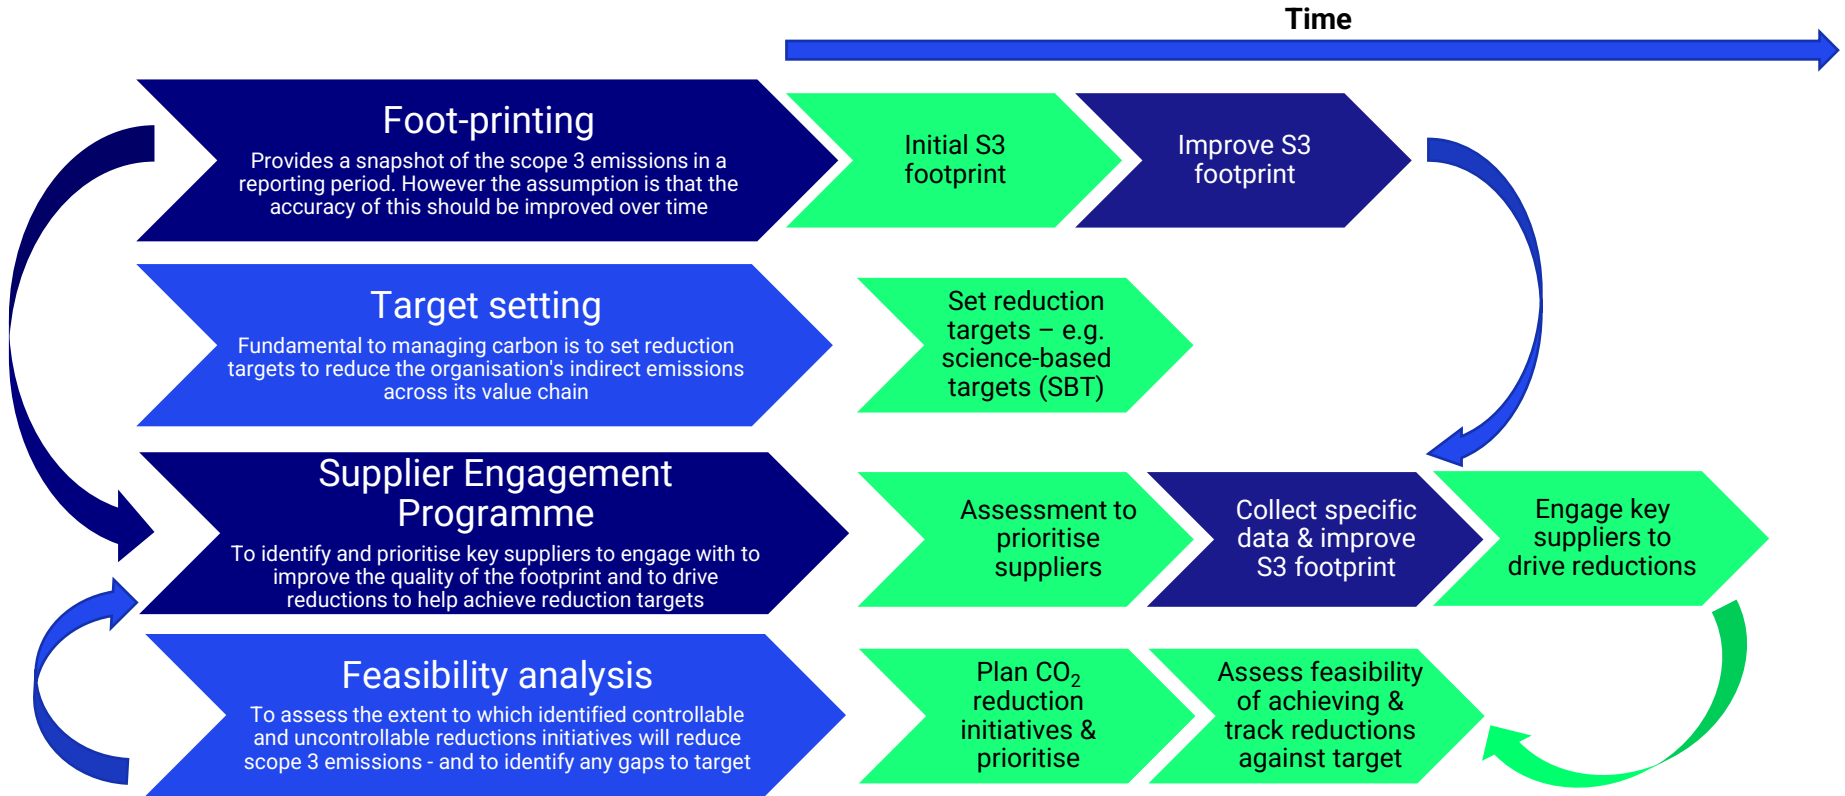 Time
Foot-printing
Provides a snapshot of the scope 3 emissions in a
reporting period. However the assumption is that the
accuracy of this should be improved over time
Initial S3
footprint
Improve S3
footprint
Target setting
Fundamental to managing carbon is to set reduction
targets to reduce the organisation's indirect emissions
across its value chain
Set reduction
targets – e.g.
science-based
targets (SBT)
Supplier Engagement
Programme
To identify and prioritise key suppliers to engage with to
improve the quality of the footprint and to drive
reductions to help achieve reduction targets
Assessment to
prioritise
suppliers
Collect specific
data & improve
S3 footprint
Engage key
suppliers to
drive reductions
Feasibility analysis
To assess the extent to which identified controllable
and uncontrollable reductions initiatives will reduce
scope 3 emissions - and to identify any gaps to target
Plan CO₂
reduction
initiatives &
prioritise
Assess feasibility
of achieving &
track reductions
against target